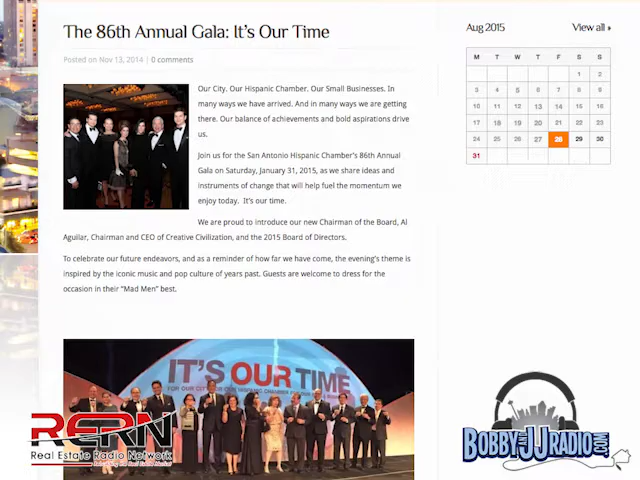 The 86th Annual Gala: It's Our Time
Posted on Nov 13, 2014 | 0 comments
Our City. Our Hispanic Chamber. Our Small Businesses. In
many ways we have arrived. And in many ways we are getting
there. Our balance of achievements and bold aspirations drive
us.
Join us for the San Antonio Hispanic Chamber's 86th Annual
Gala on Saturday, January 31, 2015, as we share ideas and
instruments of change that will help fuel the momentum we
enjoy today. It's our time.
We are proud to introduce our new Chairman of the Board, Al
Aguilar, Chairman and CEO of Creative Civilization, and the 2015 Board of Directors.
To celebrate our future endeavors, and as a reminder of how far we have come, the evening's theme is
inspired by the iconic music and pop culture of years past. Guests are welcome to dress for the
occasion in their "Mad Men" best.
IT'S OUR TIME
RERN
Real Estate Radio Network
Aug 2015 View all
M T W T F S S
1 2
3 4 5 6 7 8 9
10 11 12 13 14 15 16
17 18 19 20 21 22 23
24 25 26 27 28 29 30
31
BOBBY AND JJRADIO.COM